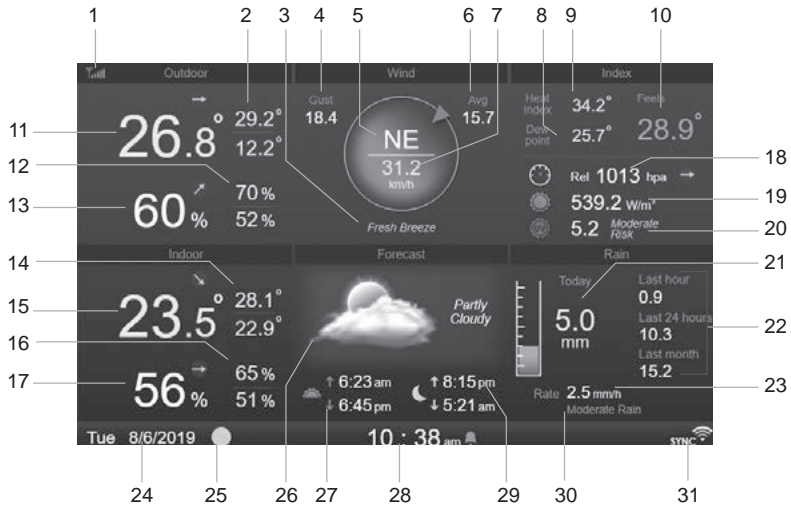 1 2 3 4 5 6 7 8 9 10
Outdoor Wind Index
11 26.8° 29.2° 12.2°
12 70% 52%
13 60%
Gust 18.4
NE
31.2
km/h
Avg 15.7
Fresh Breeze
Heat Index 34.2°
Dew point 25.7°
Feels 28.9°
Rel 1013 hpa 18
539.2 W/m² 19
5.2 Moderate Risk 20
Indoor Forecast Rain
14
15 23.5° 28.1° 22.9°
16 65% 51%
17 56%
Partly
Cloudy
6:23 am 8:15 pm
6:45 pm 5:21 am
21
Today
5.0
mm
Last hour
0.9
Last 24 hours
10.3
22
Last month
15.2
Rate 2.5 mm/h 23
Moderate Rain
Tue 8/6/2019 10 : 38 am SYNC
24 25 26 27 28 29 30 31